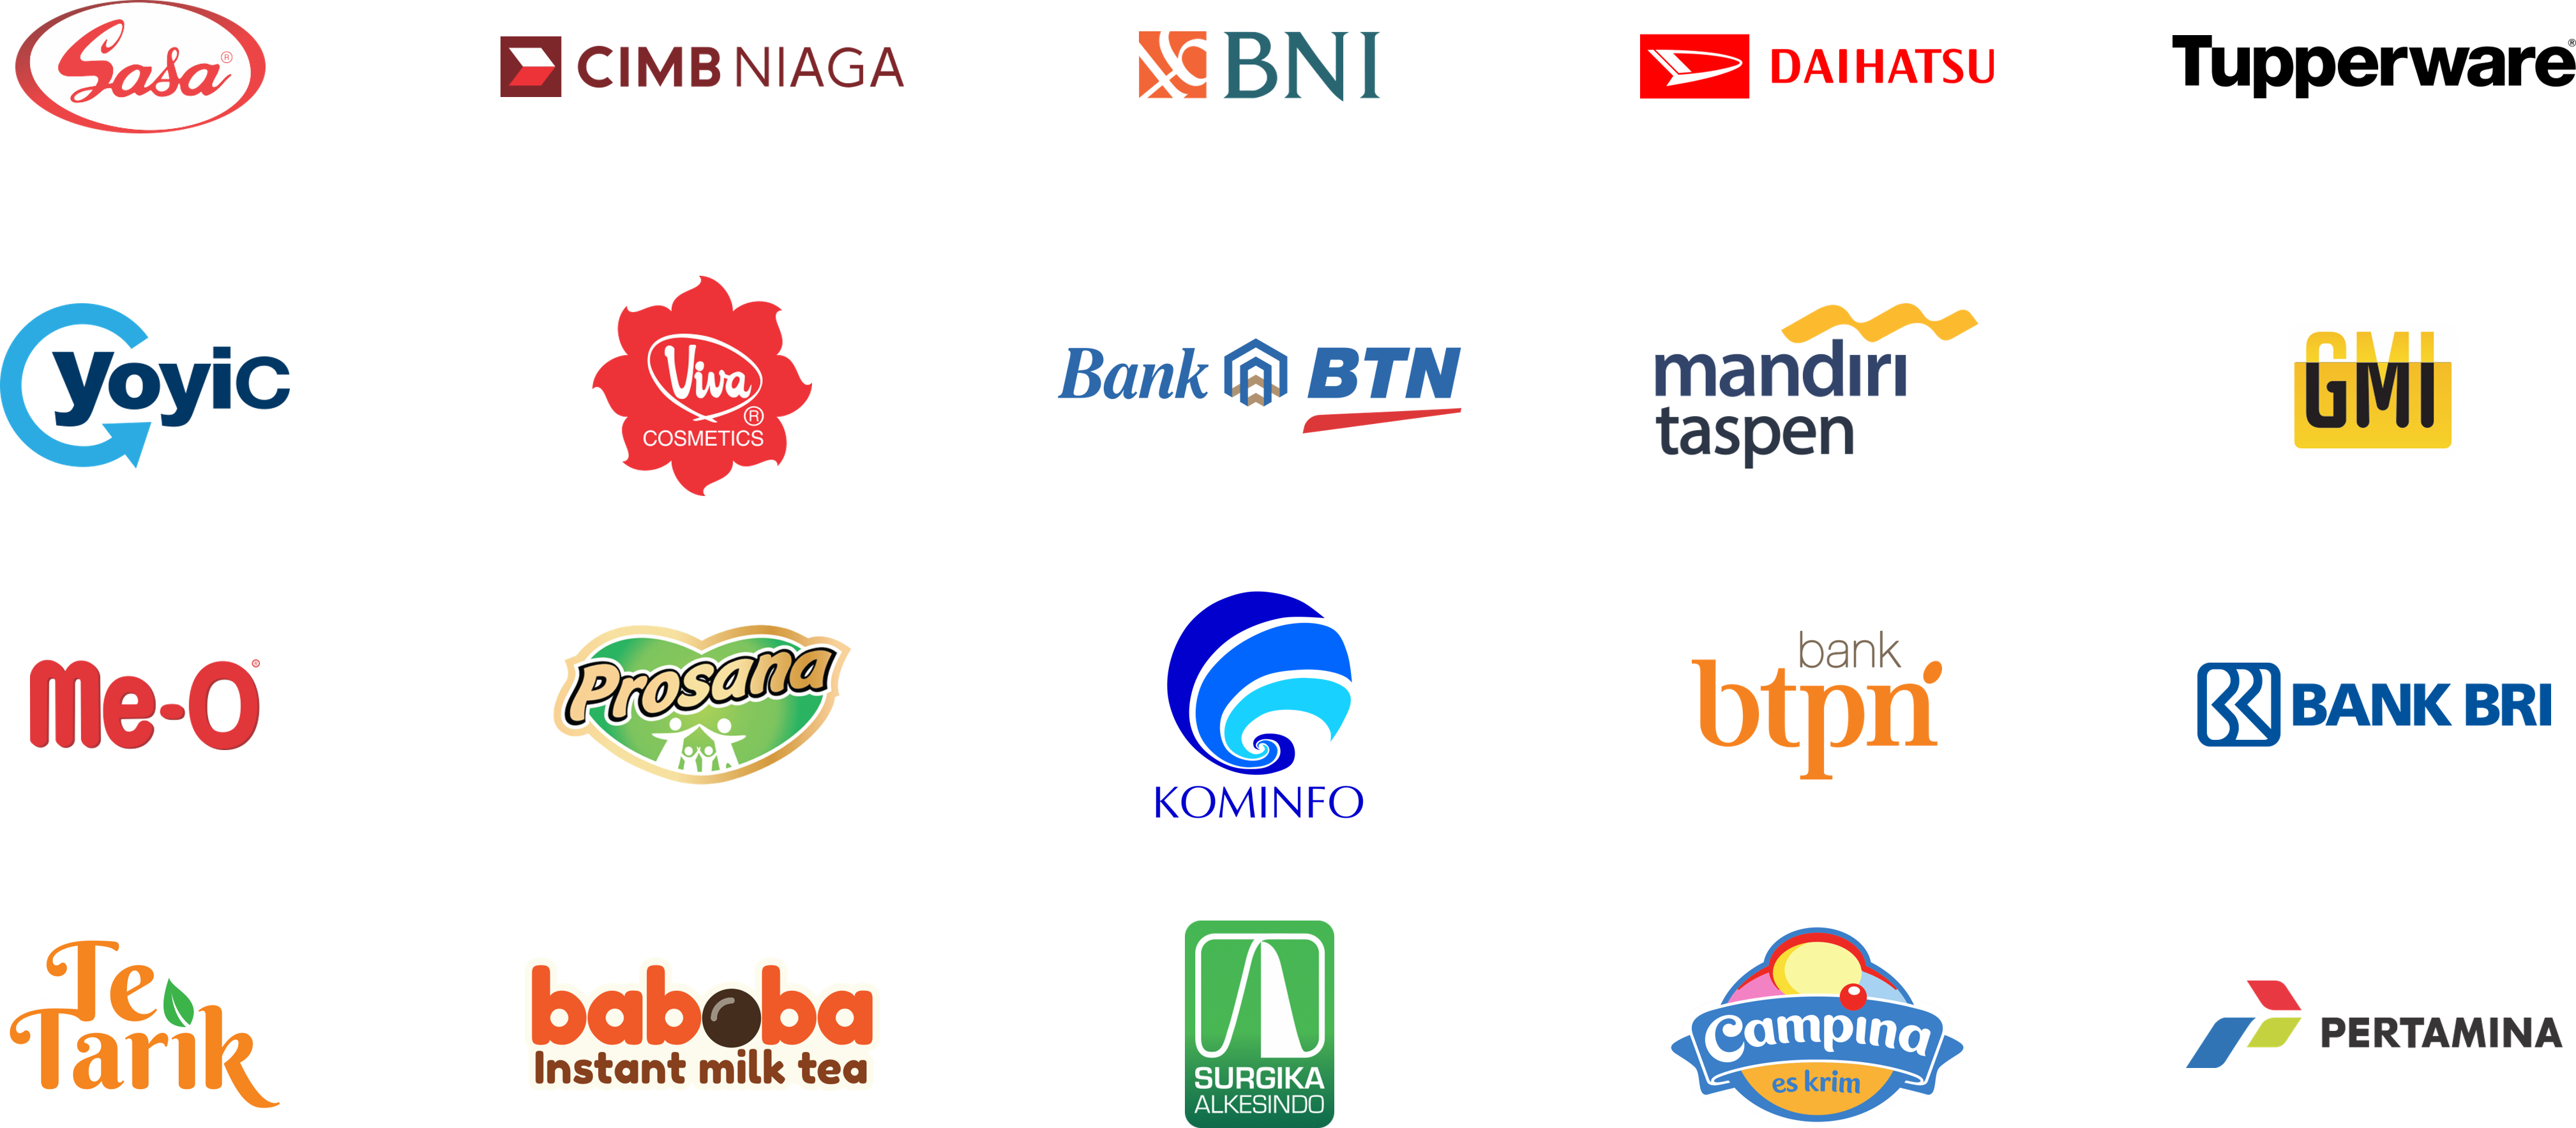 Sasa®
CIMB NIAGA
BNI
DAIHATSU
Tupperware®
yoyic
Viva®
COSMETICS
Bank BTN
mandırı
taspen
GMI
me-O®
Prosana
KOMINFO
bank
btpn
BANK BRI
Te
Tarik
baboba
Instant milk tea
SURGIKA
ALKESINDO
Campina
es krim
PERTAMINA